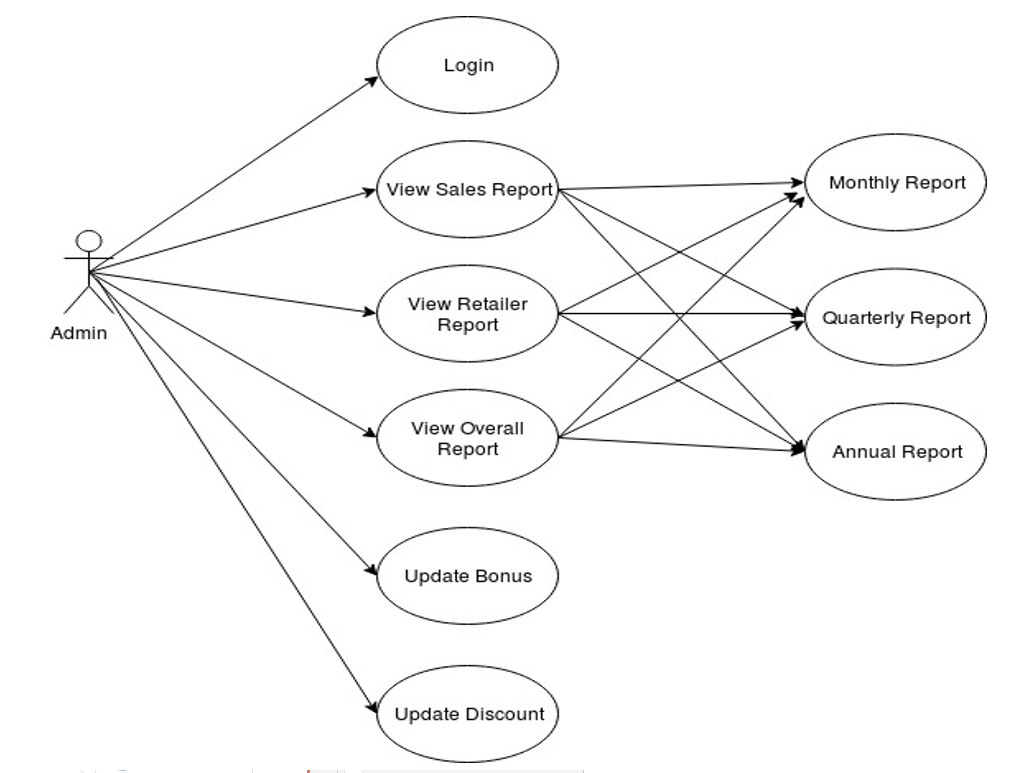 Login
View Sales Report
View Retailer
Report
View Overall
Report
Update Bonus
Update Discount
Monthly Report
Quarterly Report
Annual Report
Admin